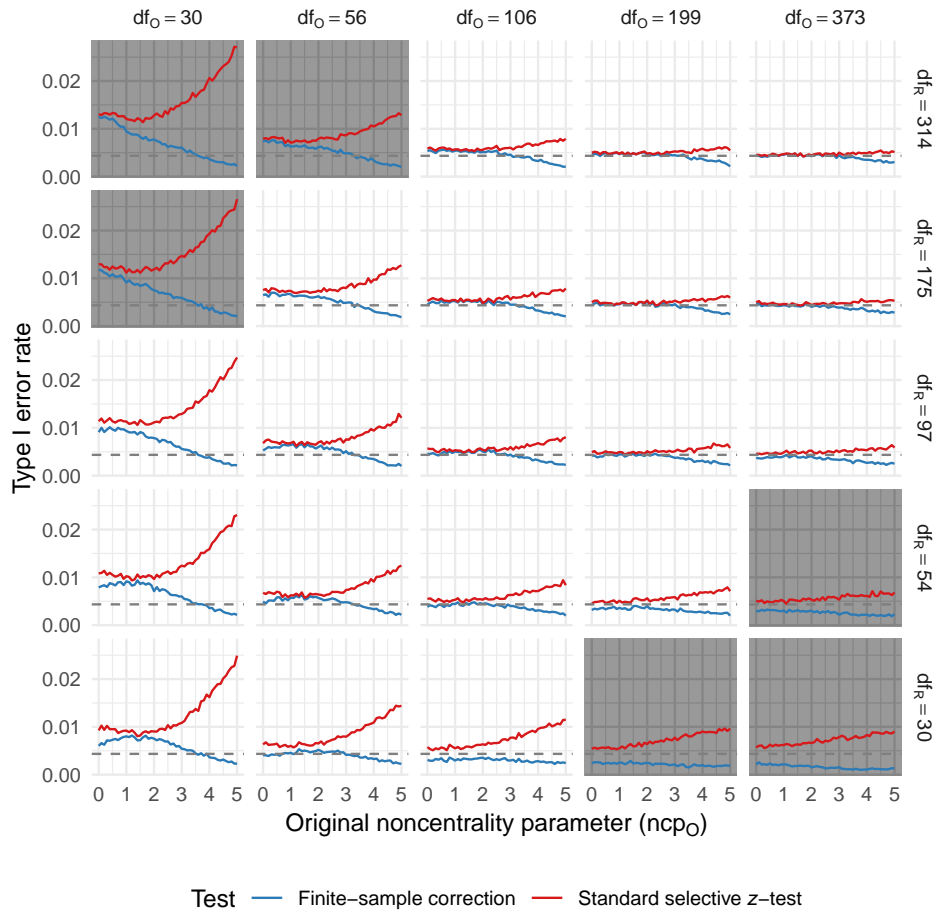 df_O = 30 df_O = 56 df_O = 106 df_O = 199 df_O = 373
0.02
0.01
0.00
df_R = 314
0.02
0.01
0.00
df_R = 175
0.02
0.01
0.00
df_R = 97
0.02
0.01
0.00
df_R = 54
0.02
0.01
0.00
df_R = 30
Type I error rate
0 1 2 3 4 5 0 1 2 3 4 5 0 1 2 3 4 5 0 1 2 3 4 5 0 1 2 3 4 5
Original noncentrality parameter (ncp_O)
Test Finite−sample correction Standard selective z−test